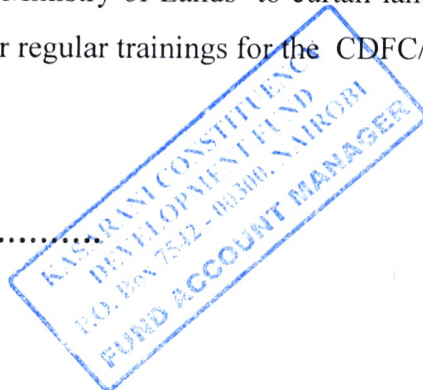 Ministry of Lands to curtail lan
r regular trainings for the CDFC/
..................
KASARANI CONSTITUENCY
DEVELOPMENT FUND
P.O. Box 7542 - 00300, NAIROBI
FUND ACCOUNT MANAGER